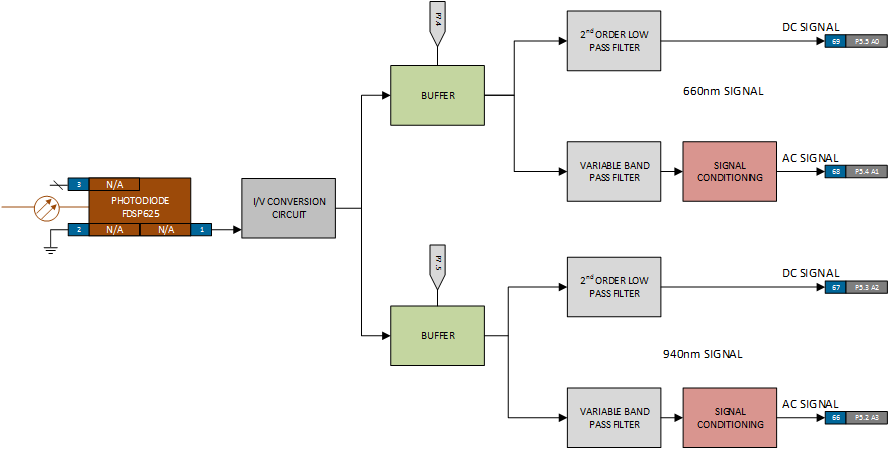 P7.4
2nd ORDER LOW
PASS FILTER
DC SIGNAL
69 P5.5 A0
BUFFER
660nm SIGNAL
VARIABLE BAND
PASS FILTER
SIGNAL
CONDITIONING
AC SIGNAL
68 P5.4 A1
3 N/A
PHOTODIODE
FDSP625
2 N/A N/A 1
I/V CONVERSION
CIRCUIT
P7.5
2nd ORDER LOW
PASS FILTER
DC SIGNAL
67 P5.3 A2
BUFFER
940nm SIGNAL
VARIABLE BAND
PASS FILTER
SIGNAL
CONDITIONING
AC SIGNAL
66 P5.2 A3